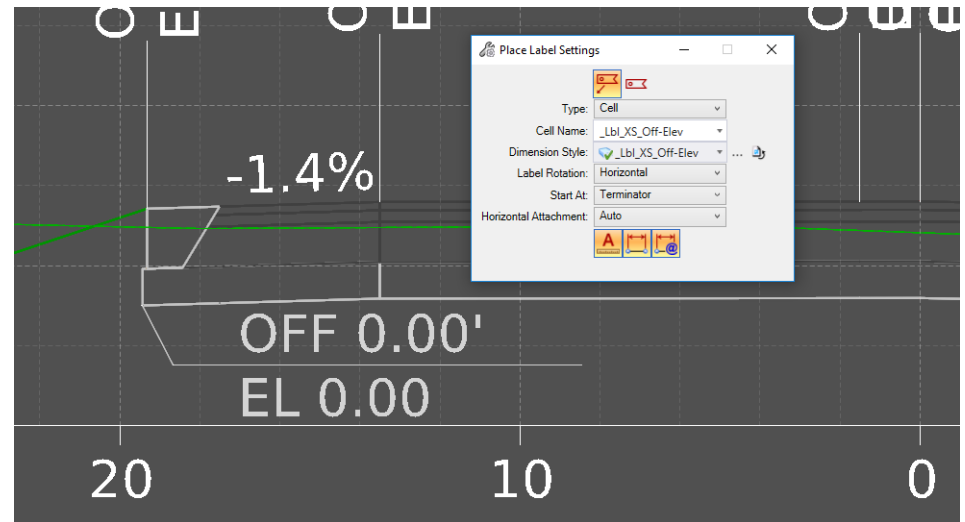 O
E
O
E
O
E
E
Place Label Settings
Type: Cell
Cell Name: _Lbl_XS_Off-Elev
Dimension Style: _Lbl_XS_Off-Elev ...
Label Rotation: Horizontal
Start At: Terminator
Horizontal Attachment: Auto
A
@
-1.4%
OFF 0.00'
EL 0.00
20 10 0